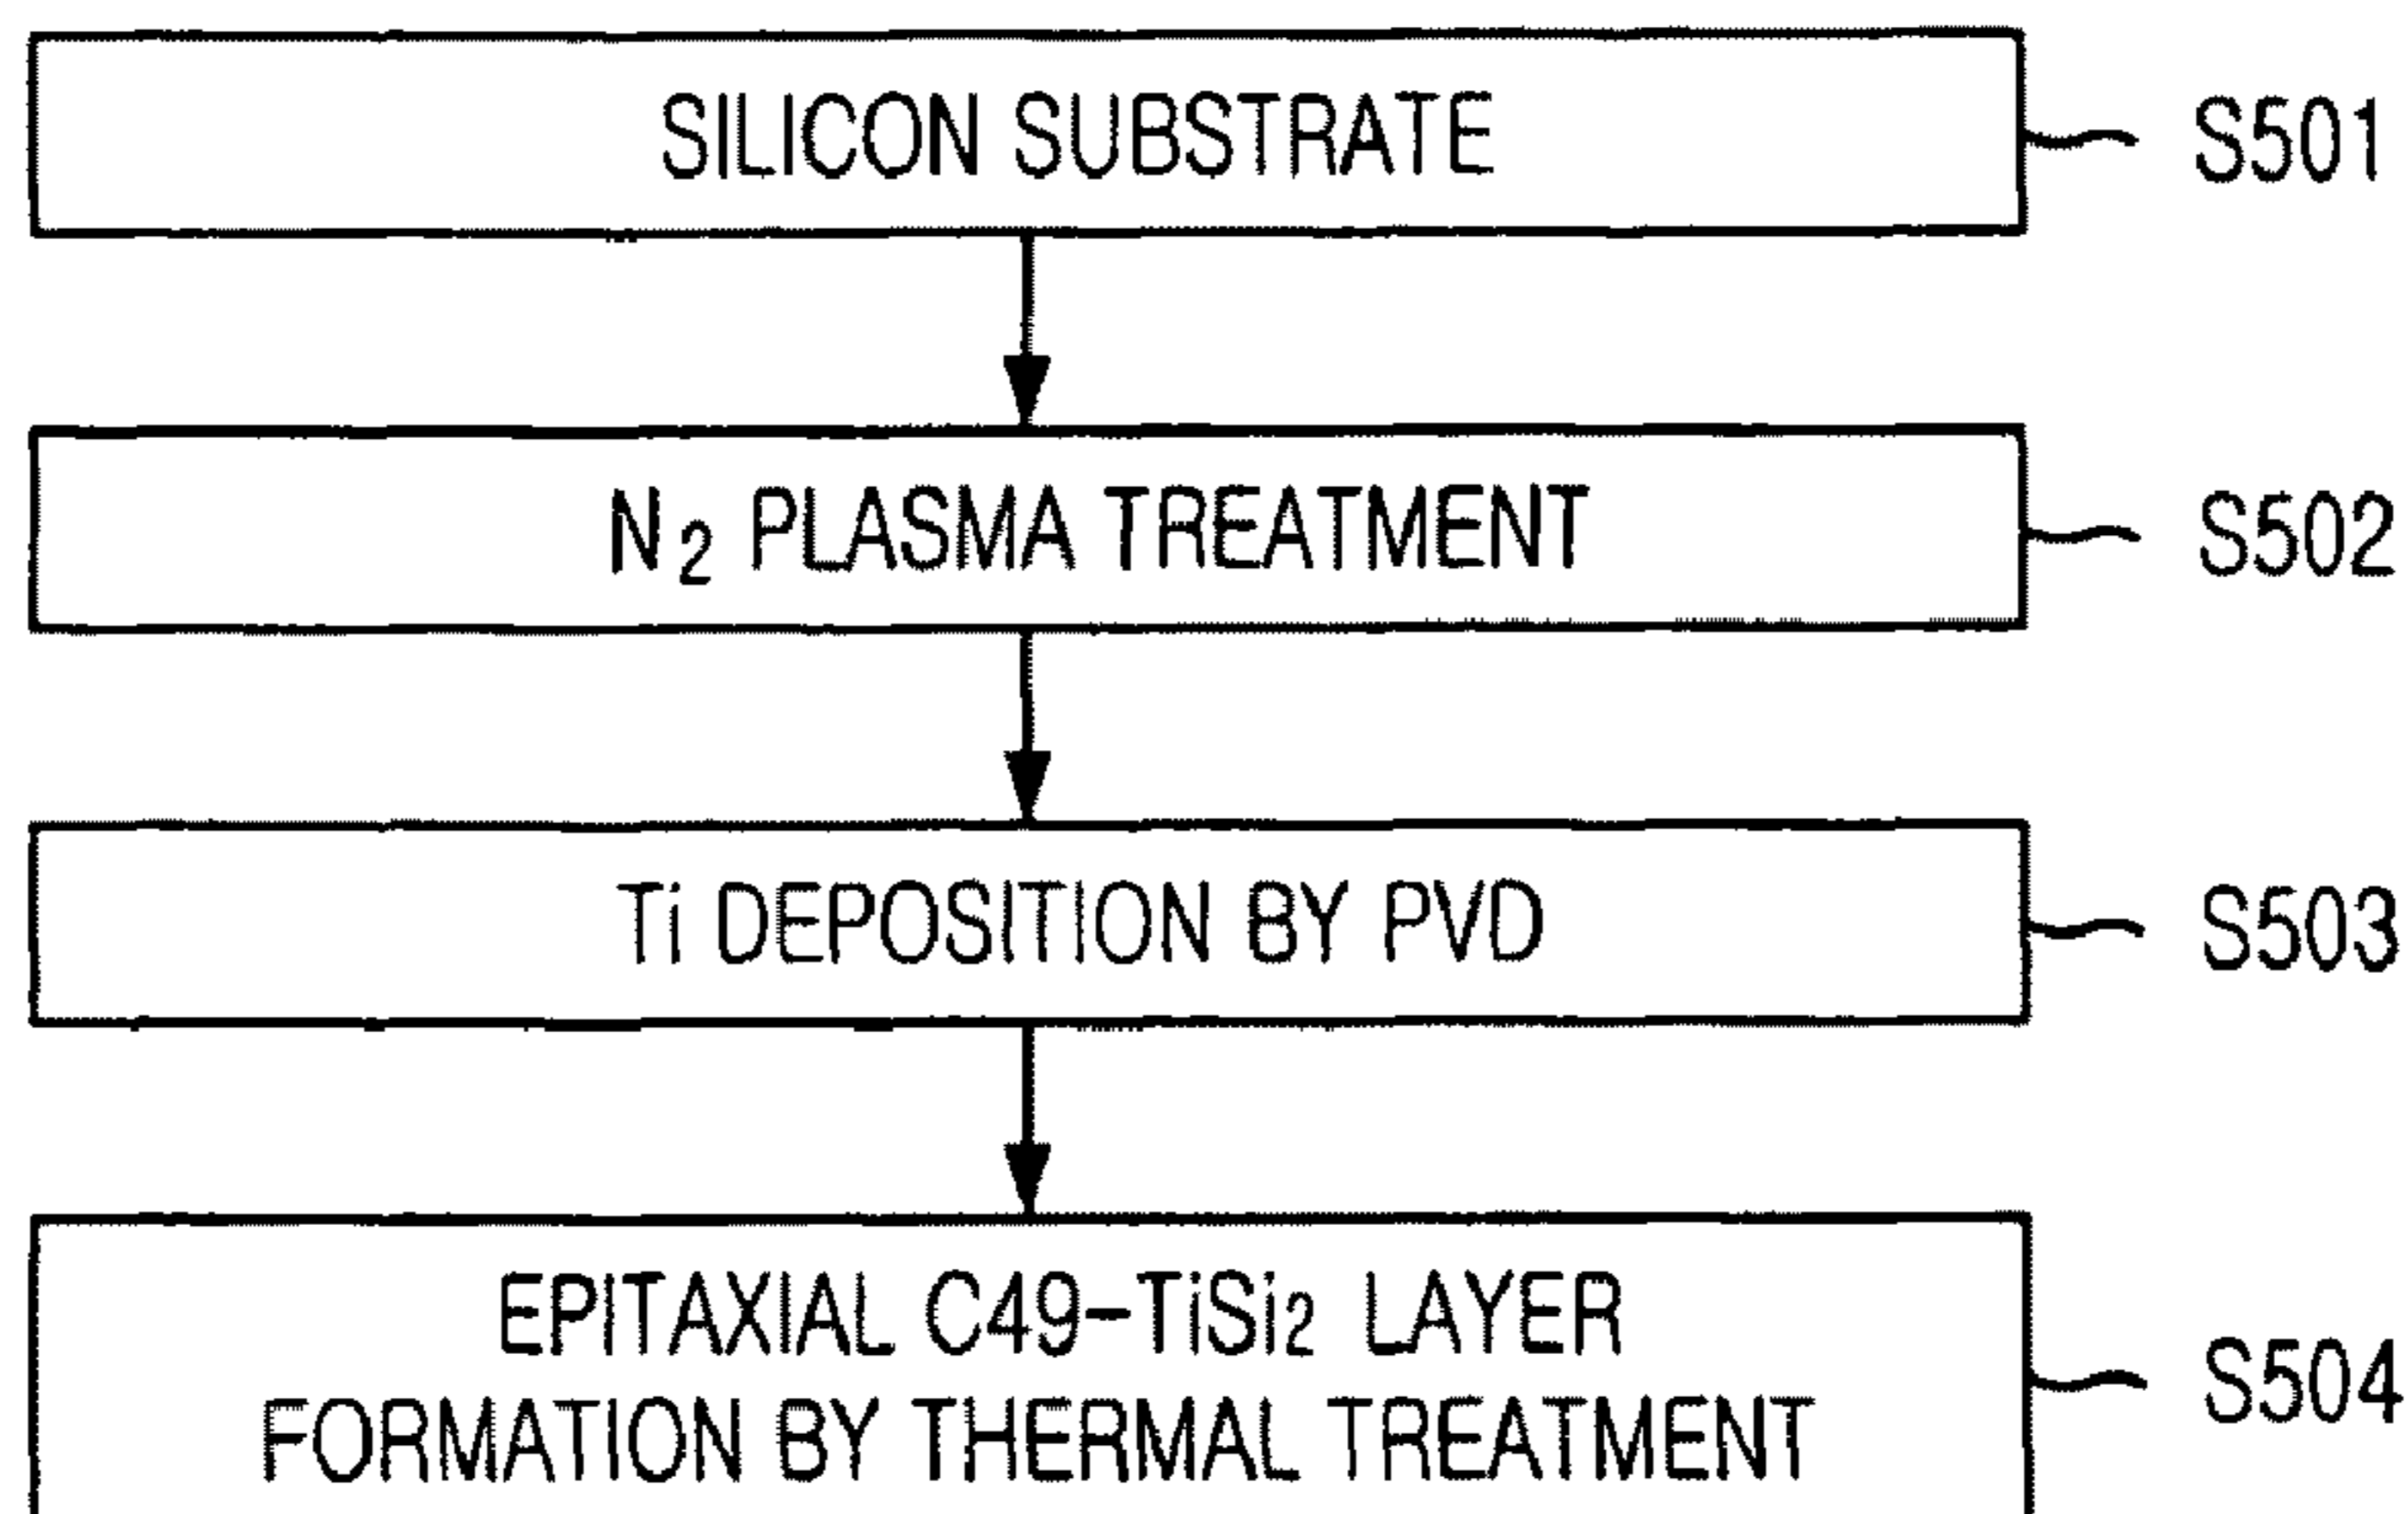 SILICON SUBSTRATE
S501
N₂ PLASMA TREATMENT
S502
Ti DEPOSITION BY PVD
S503
EPITAXIAL C49-TiSi₂ LAYER
FORMATION BY THERMAL TREATMENT
S504